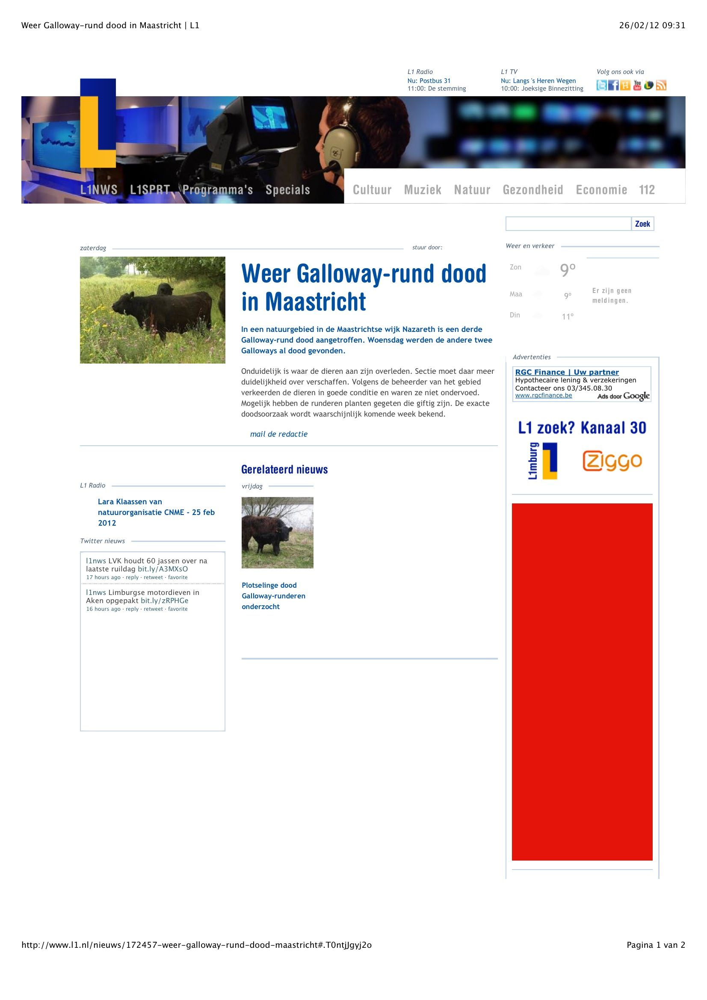 Weer Galloway-rund dood in Maastricht | L1
26/02/12 09:31
L1 Radio
Nu: Postbus 31
11:00: De stemming
L1 TV
Nu: Langs 's Heren Wegen
10:00: Joeksige Binnezitting
Volg ons ook via
You Tube
L1NWS L1SPRT Programma's Specials
Cultuur Muziek Natuur Gezondheid Economie 112
Zoek
zaterdag
stuur door:
Weer Galloway-rund dood
in Maastricht
In een natuurgebied in de Maastrichtse wijk Nazareth is een derde
Galloway-rund dood aangetroffen. Woensdag werden de andere twee
Galloways al dood gevonden.
Onduidelijk is waar de dieren aan zijn overleden. Sectie moet daar meer
duidelijkheid over verschaffen. Volgens de beheerder van het gebied
verkeerden de dieren in goede conditie en waren ze niet ondervoed.
Mogelijk hebben de runderen planten gegeten die giftig zijn. De exacte
doodsoorzaak wordt waarschijnlijk komende week bekend.
mail de redactie
Weer en verkeer
Zon 9°
Maa 9°
Din 11°
Er zijn geen
meldingen.
Advertenties
RGC Finance | Uw partner
Hypothecaire lening & verzekeringen
Contacteer ons 03/345.08.30
www.rgcfinance.be
Ads door Google
L1 zoek? Kanaal 30
L1mburg
Ziggo
L1 Radio
Lara Klaassen van
natuurorganisatie CNME - 25 feb
2012
Twitter nieuws
l1nws LVK houdt 60 jassen over na
laatste ruildag bit.ly/A3MXsO
17 hours ago · reply · retweet · favorite
l1nws Limburgse motordieven in
Aken opgepakt bit.ly/zRPHGe
16 hours ago · reply · retweet · favorite
Gerelateerd nieuws
vrijdag
Plotselinge dood
Galloway-runderen
onderzocht
http://www.l1.nl/nieuws/172457-weer-galloway-rund-dood-maastricht#.T0ntjJgyj2o
Pagina 1 van 2